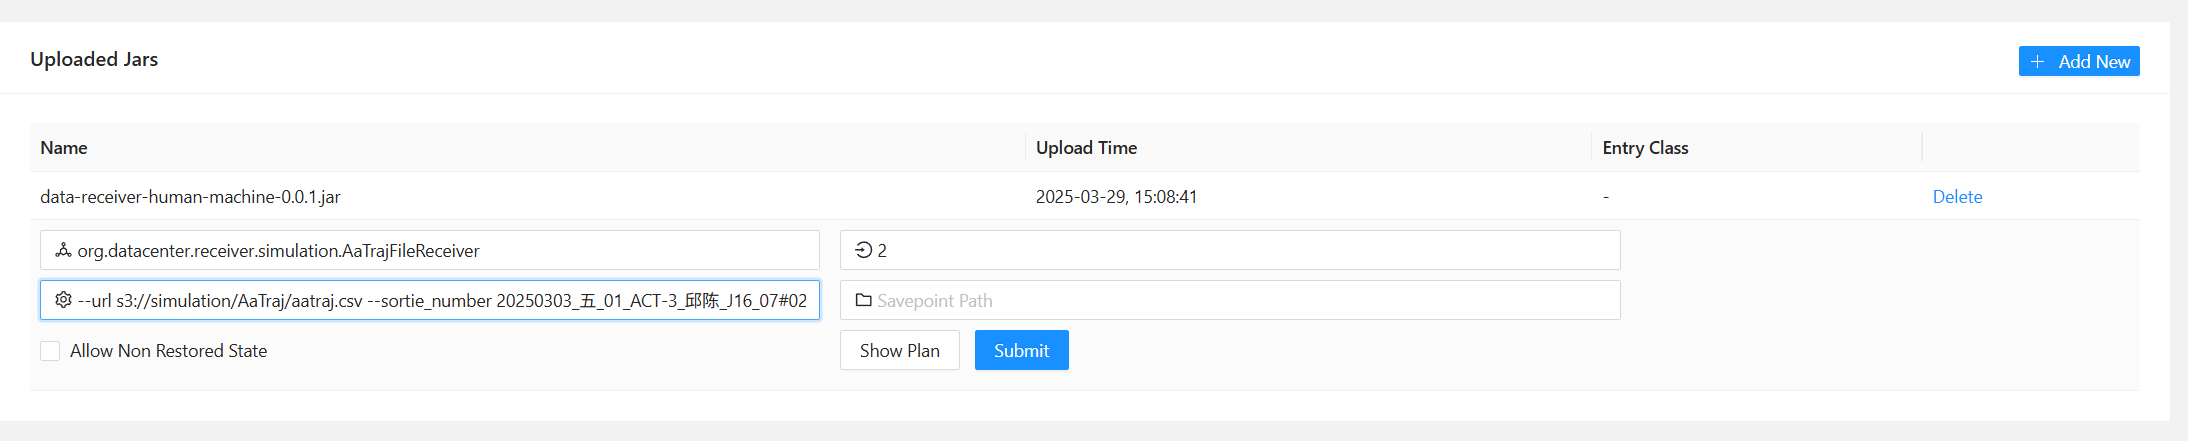 Uploaded Jars
Add New
Name Upload Time Entry Class
data-receiver-human-machine-0.0.1.jar 2025-03-29, 15:08:41 - Delete
org.datacenter.receiver.simulation.AaTrajFileReceiver 2
--url s3://simulation/AaTraj/aatraj.csv --sortie_number 20250303_五_01_ACT-3_邱陈_J16_07#02 Savepoint Path
Allow Non Restored State Show Plan Submit